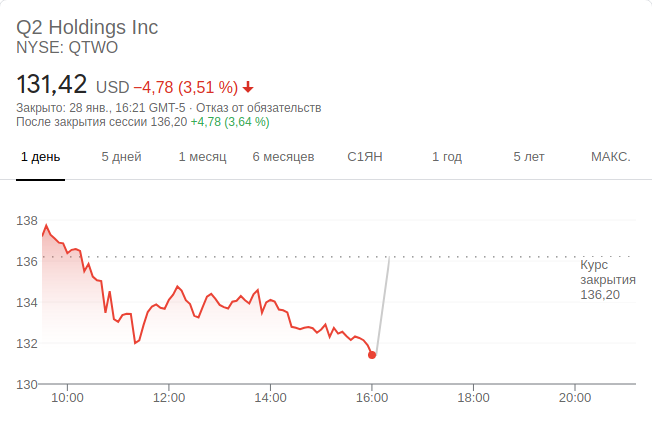 Q2 Holdings Inc
NYSE: QTWO
131,42 USD −4,78 (3,51 %)
Закрыто: 28 янв., 16:21 GMT-5 · Отказ от обязательств
После закрытия сессии 136,20 +4,78 (3,64 %)
1 день 5 дней 1 месяц 6 месяцев С1ЯН 1 год 5 лет МАКС.
138
136
134
132
130
Курс
закрытия
136,20
10:00 12:00 14:00 16:00 18:00 20:00